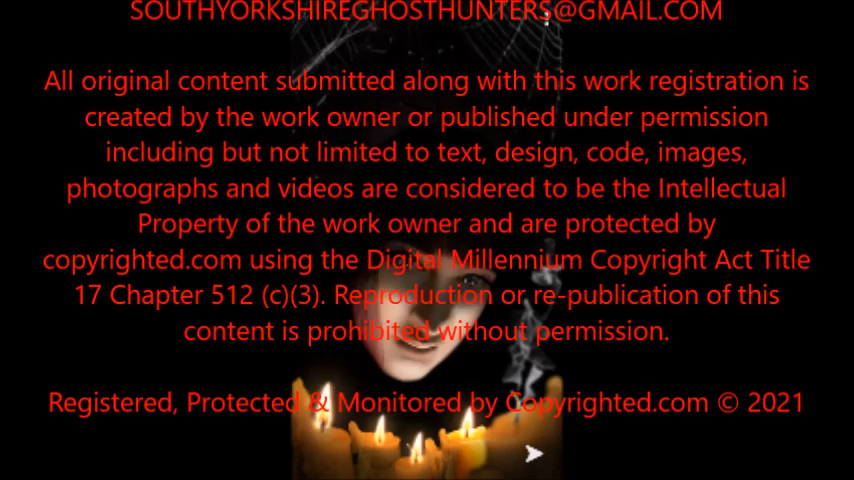 SOUTHYORKSHIREGHOSTHUNTERS@GMAIL.COM
All original content submitted along with this work registration is
created by the work owner or published under permission
including but not limited to text, design, code, images,
photographs and videos are considered to be the Intellectual
Property of the work owner and are protected by
copyrighted.com using the Digital Millennium Copyright Act Title
17 Chapter 512 (c)(3). Reproduction or re-publication of this
content is prohibited without permission.
Registered, Protected & Monitored by Copyrighted.com © 2021